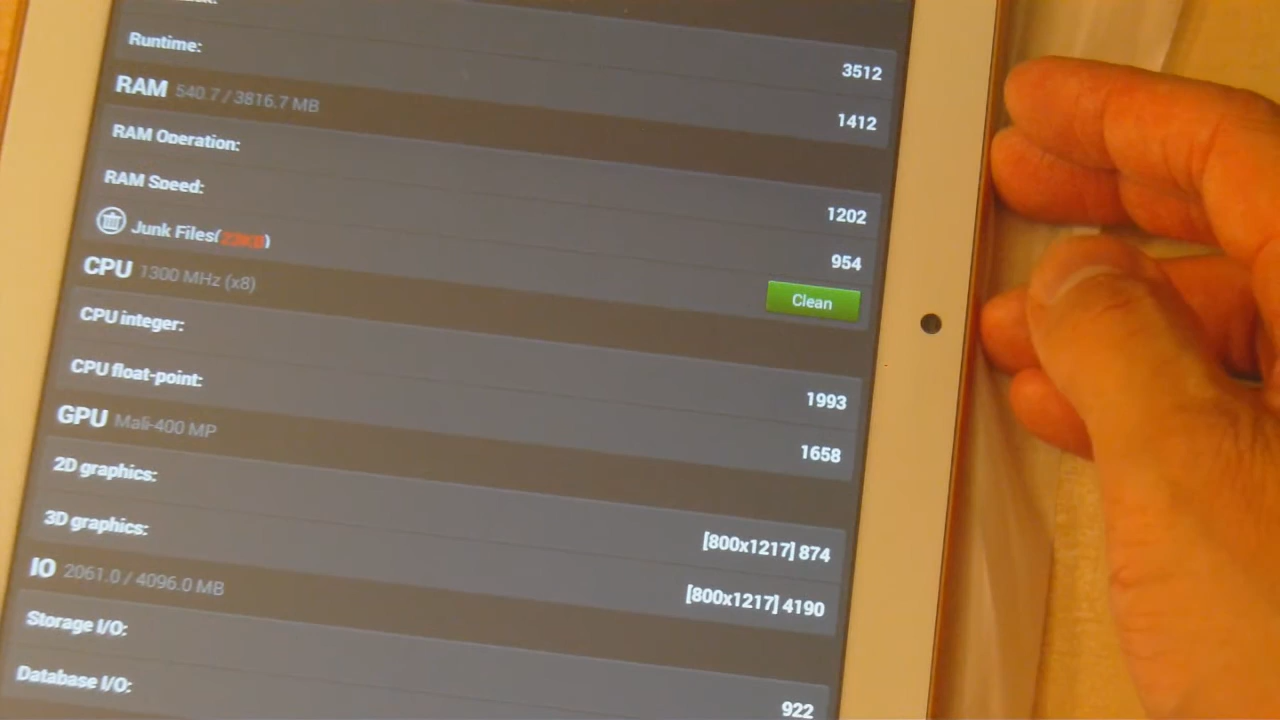 Runtime: 3512
RAM 540.7 / 3816.7 MB 1412
RAM Operation: 1202
RAM Speed: 954
Junk Files(23KB) Clean
CPU 1300 MHz (x8)
CPU integer: 1993
CPU float-point: 1658
GPU Mali-400 MP
2D graphics: [800x1217] 874
3D graphics: [800x1217] 4190
IO 2061.0 / 4096.0 MB
Storage I/O: 922
Database I/O: